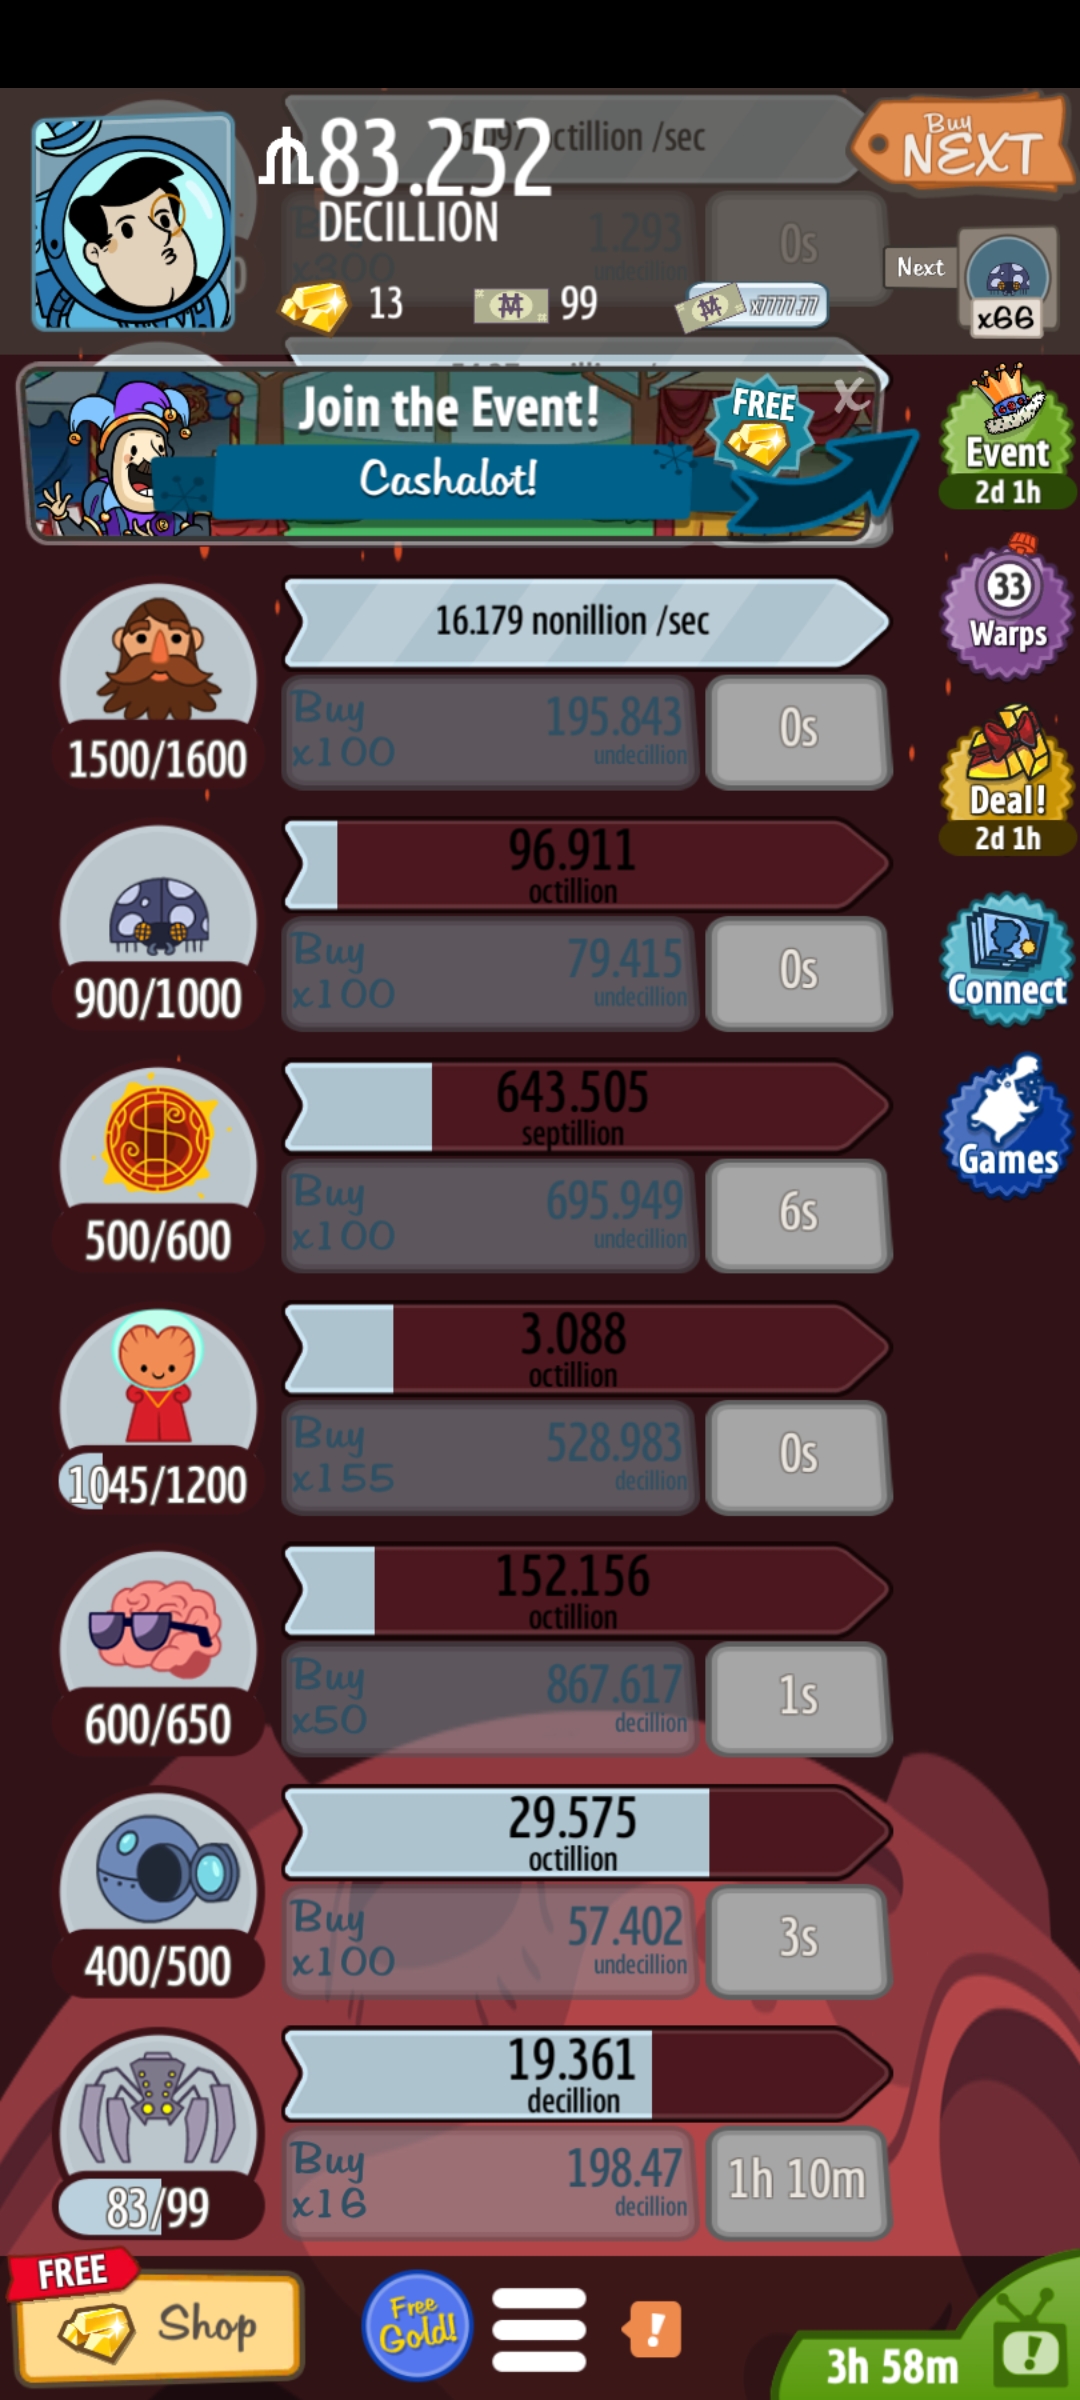 83.252
DECILLION
ctillion /sec
Buy
NEXT
x300
1.293
undecillion
0s
13
99
x7777.77
Next
x66
Join the Event!
FREE
X
Cashalot!
Event
2d 1h
16.179 nonillion /sec
1500/1600
Buy
x100
195.843
undecillion
0s
33
Warps
96.911
octillion
900/1000
Buy
x100
79.415
undecillion
0s
Deal!
2d 1h
643.505
septillion
500/600
Buy
x100
695.949
undecillion
6s
Connect
Games
3.088
octillion
1045/1200
Buy
x155
528.983
decillion
0s
152.156
octillion
600/650
Buy
x50
867.617
decillion
1s
29.575
octillion
400/500
Buy
x100
57.402
undecillion
3s
19.361
decillion
83/99
Buy
x16
198.47
decillion
1h 10m
FREE
Shop
Free
Gold!
!
3h 58m
!